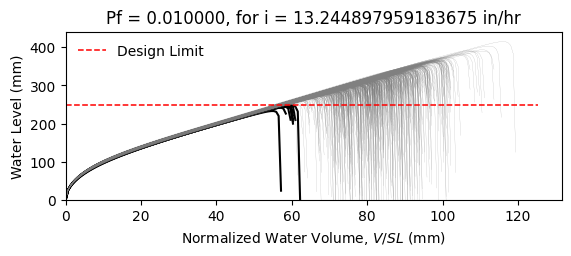 Pf = 0.010000, for i = 13.244897959183675 in/hr
Design Limit
Water Level (mm)
400
300
200
100
0
0 20 40 60 80 100 120
Normalized Water Volume, V/SL (mm)